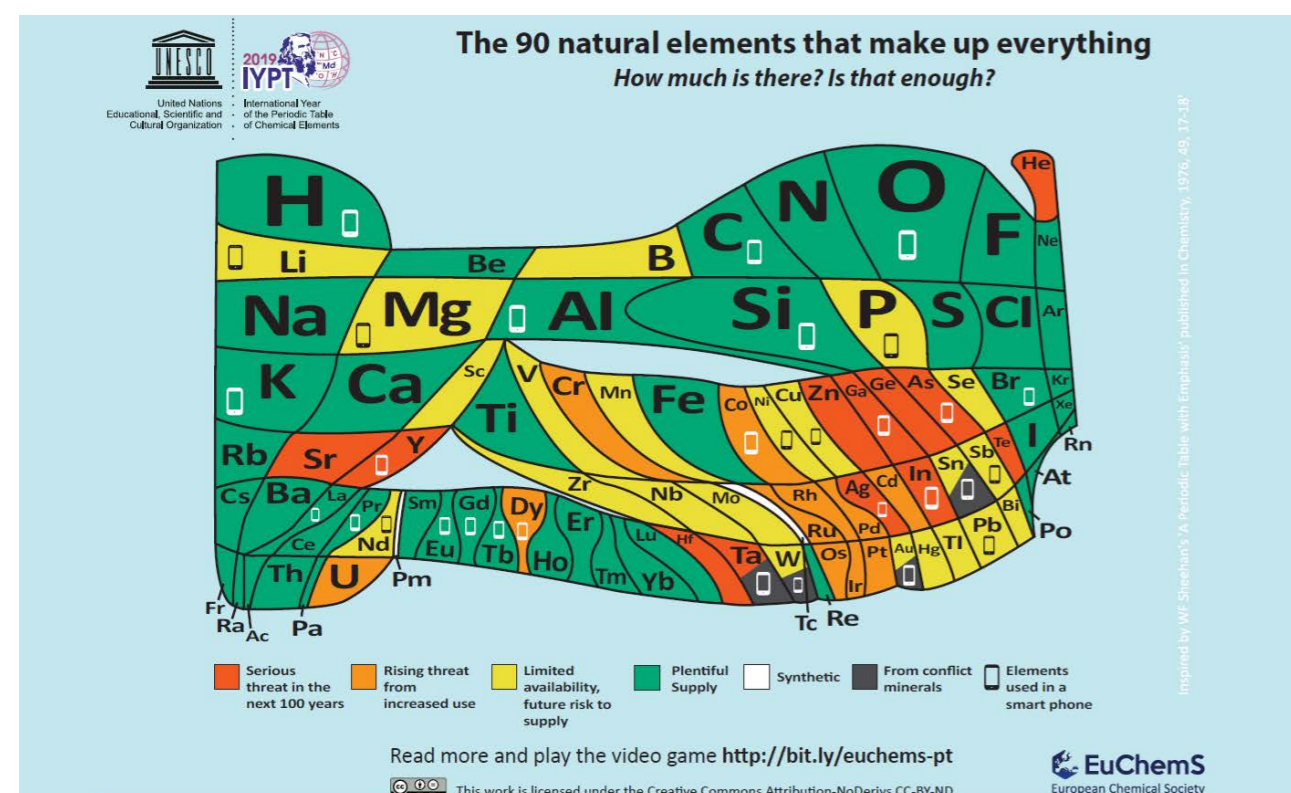 UNESCO
2019
IYPT
H C
Md
O
United Nations
Educational, Scientific and
Cultural Organization
International Year
of the Periodic Table
of Chemical Elements
The 90 natural elements that make up everything
How much is there? Is that enough?
H
He
Li
Be
B
C
N
O
F
Ne
Na
Mg
Al
Si
P
S
Cl
Ar
K
Ca
Sc
Ti
V
Cr
Mn
Fe
Co
Ni
Cu
Zn
Ga
Ge
As
Se
Br
Kr
Rb
Sr
Y
Zr
Nb
Mo
Tc
Ru
Rh
Pd
Ag
Cd
In
Sn
Sb
Te
I
Xe
Cs
Ba
La
Ce
Pr
Nd
Pm
Sm
Eu
Gd
Tb
Dy
Ho
Er
Tm
Yb
Lu
Hf
Ta
W
Re
Os
Ir
Pt
Au
Hg
Tl
Pb
Bi
Po
At
Rn
Fr
Ra
Ac
Th
Pa
U
Inspired by WF Sheehan's 'A Periodic Table with Emphasis' published in Chemistry, 1976, 49, 17-18'
Serious
threat in the
next 100 years
Rising threat
from
increased use
Limited
availability,
future risk to
supply
Plentiful
Supply
Synthetic
From conflict
minerals
Elements
used in a
smart phone
Read more and play the video game http://bit.ly/euchems-pt
This work is licensed under the Creative Commons Attribution-NoDerivs CC-BY-ND
EuChemS
European Chemical Society